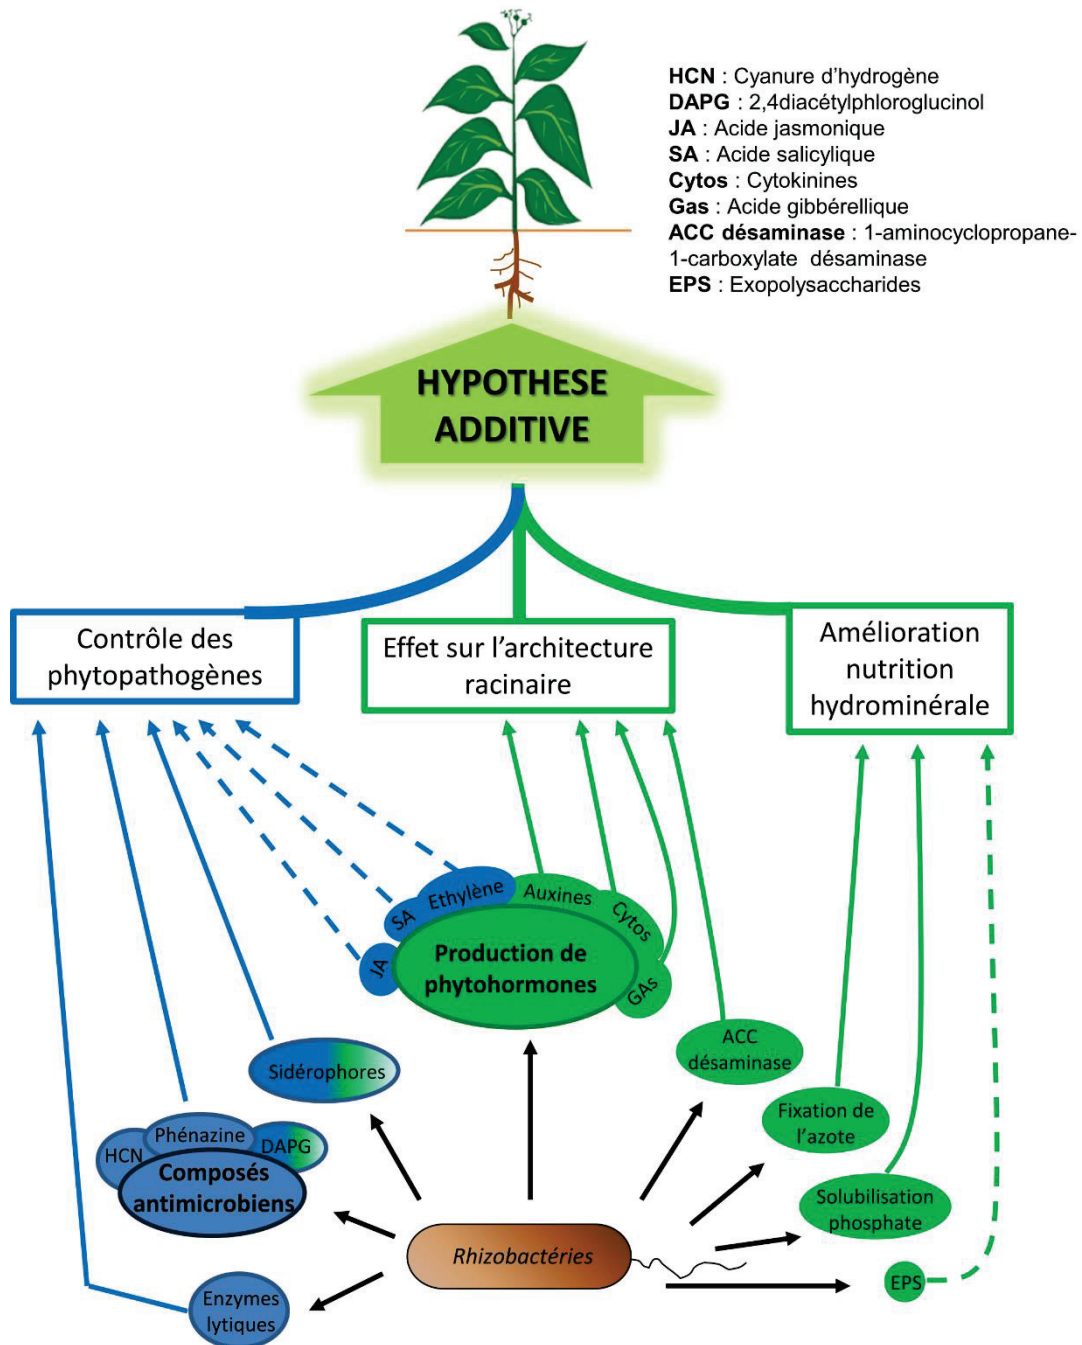 HCN : Cyanure d'hydrogène
DAPG : 2,4diacétylphloroglucinol
JA : Acide jasmonique
SA : Acide salicylique
Cytos : Cytokinines
Gas : Acide gibbérellique
ACC désaminase : 1-aminocyclopropane-
1-carboxylate désaminase
EPS : Exopolysaccharides
HYPOTHESE
ADDITIVE
Contrôle des
phytopathogènes
Effet sur l'architecture
racinaire
Amélioration
nutrition
hydrominérale
JA
SA
Ethylène
Auxines
Cytos
GAs
Production de
phytohormones
Sidérophores
ACC
désaminase
HCN
Phénazine
DAPG
Composés
antimicrobiens
Fixation de
l'azote
Solubilisation
phosphate
Rhizobactéries
EPS
Enzymes
lytiques